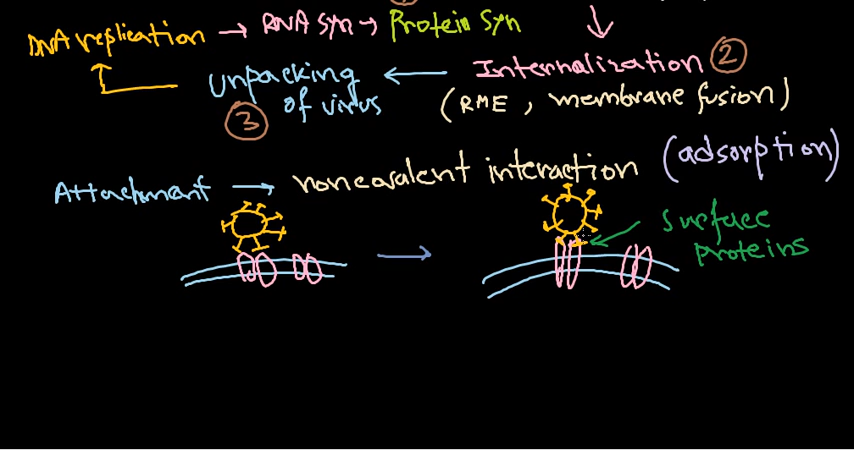 DNA replication → RNA syn → Protein syn
Internalization ②
unpacking ←
of virus
(RME, membrane fusion)
③
Attachment → noncovalent interaction (adsorption)
surface
proteins